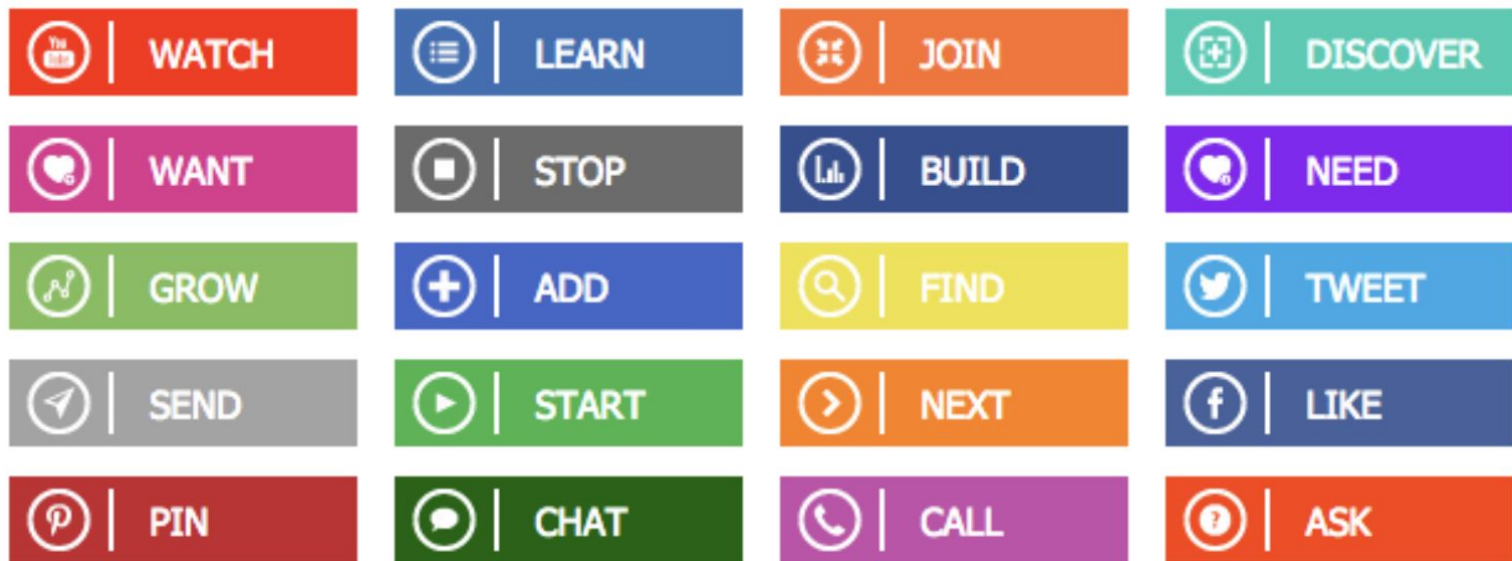 WATCH LEARN JOIN DISCOVER
WANT STOP BUILD NEED
GROW ADD FIND TWEET
SEND START NEXT LIKE
PIN CHAT CALL ASK